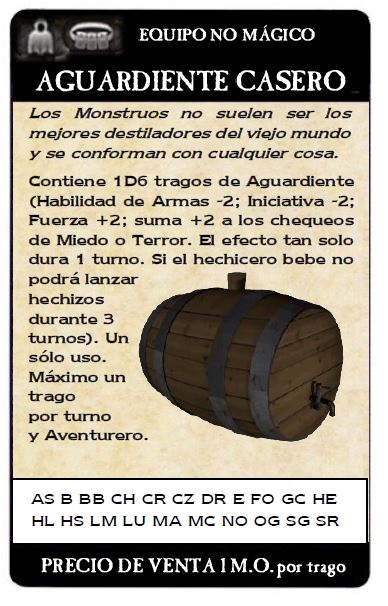 EQUIPO NO MÁGICO
AGUARDIENTE CASERO
Los Monstruos no suelen ser los
mejores destiladores del viejo mundo
y se conforman con cualquier cosa.
Contiene 1D6 tragos de Aguardiente
(Habilidad de Armas -2; Iniciativa -2;
Fuerza +2; suma +2 a los chequeos
de Miedo o Terror. El efecto tan solo
dura 1 turno. Si el hechicero bebe no
podrá lanzar
hechizos
durante 3
turnos). Un
sólo uso.
Máximo un
trago
por turno
y Aventurero.
AS B BB CH CR CZ DR E FO GC HE
HL HS LM LU MA MC NO OG SG SR
PRECIO DE VENTA 1 M.O. por trago